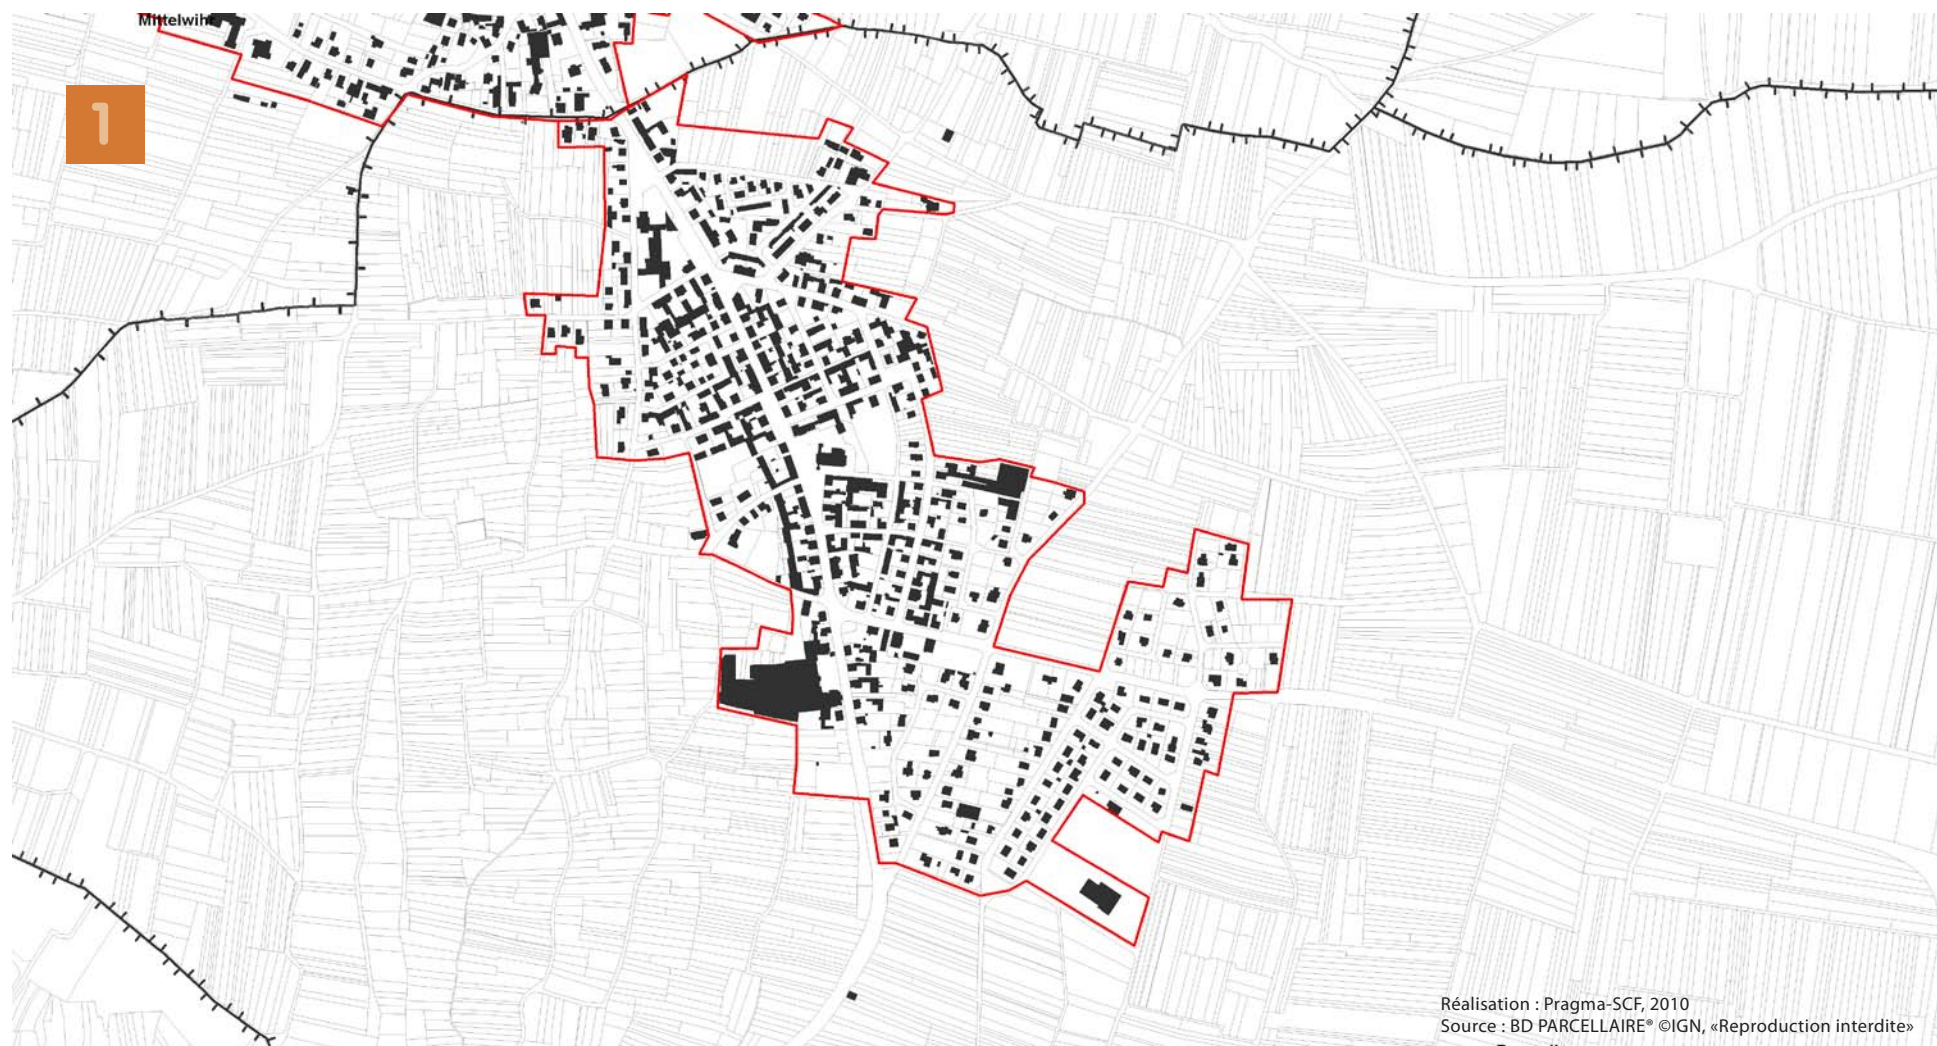 Mittelwihr
1
Réalisation : Pragma-SCF, 2010
Source : BD PARCELLAIRE® ©IGN, «Reproduction interdite»